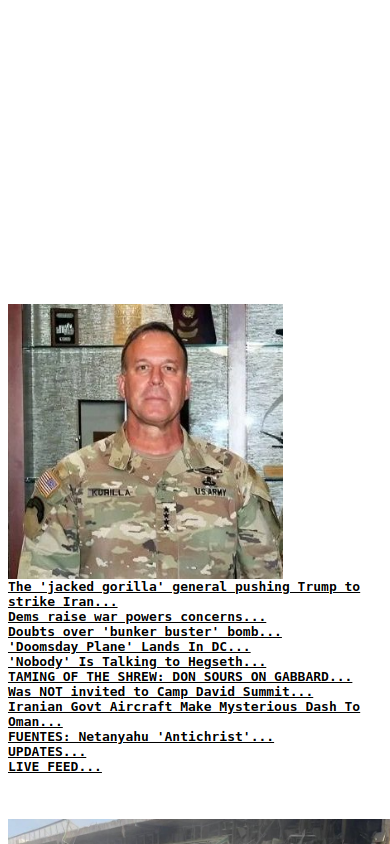 KURILLA
U.S. ARMY
The 'jacked gorilla' general pushing Trump to
strike Iran...
Dems raise war powers concerns...
Doubts over 'bunker buster' bomb...
'Doomsday Plane' Lands In DC...
'Nobody' Is Talking to Hegseth...
TAMING OF THE SHREW: DON SOURS ON GABBARD...
Was NOT invited to Camp David Summit...
Iranian Govt Aircraft Make Mysterious Dash To
Oman...
FUENTES: Netanyahu 'Antichrist'...
UPDATES...
LIVE FEED...